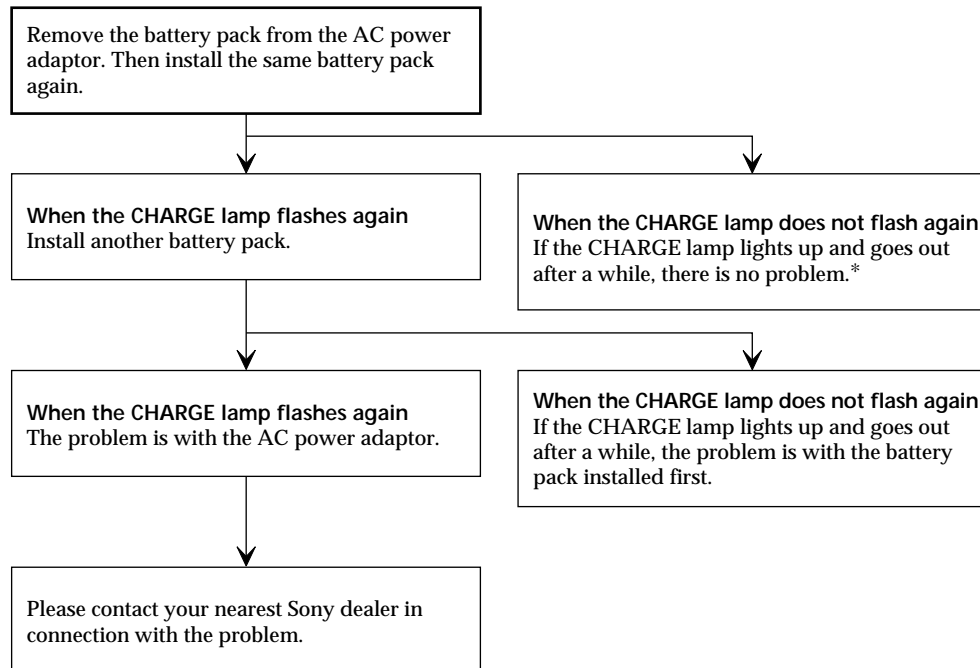 Remove the battery pack from the AC power
adaptor. Then install the same battery pack
again.
When the CHARGE lamp flashes again
Install another battery pack.
When the CHARGE lamp does not flash again
If the CHARGE lamp lights up and goes out
after a while, there is no problem.*
When the CHARGE lamp flashes again
The problem is with the AC power adaptor.
When the CHARGE lamp does not flash again
If the CHARGE lamp lights up and goes out
after a while, the problem is with the battery
pack installed first.
Please contact your nearest Sony dealer in
connection with the problem.